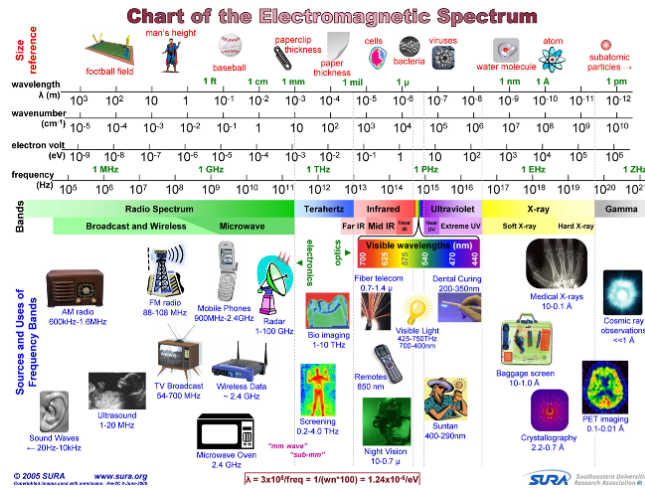 Chart of the Electromagnetic Spectrum
Size reference
man's height
paperclip thickness
cells
viruses
atom
subatomic particles →
football field
baseball
paper thickness
bacteria
water molecule
wavelength λ (m)
1 ft 1 cm 1 mm 1 mil 1 µ 1 nm 1 Å 1 pm
10³ 10² 10 1 10⁻¹ 10⁻² 10⁻³ 10⁻⁴ 10⁻⁵ 10⁻⁶ 10⁻⁷ 10⁻⁸ 10⁻⁹ 10⁻¹⁰ 10⁻¹¹ 10⁻¹²
wavenumber (cm⁻¹)
10⁻⁵ 10⁻⁴ 10⁻³ 10⁻² 10⁻¹ 1 10 10² 10³ 10⁴ 10⁵ 10⁶ 10⁷ 10⁸ 10⁹ 10¹⁰
electron volt (eV)
10⁻⁹ 10⁻⁸ 10⁻⁷ 10⁻⁶ 10⁻⁵ 10⁻⁴ 10⁻³ 10⁻² 10⁻¹ 1 10 10² 10³ 10⁴ 10⁵ 10⁶
frequency (Hz)
1 MHz 1 GHz 1 THz 1 PHz 1 EHz 1 ZHz
10⁵ 10⁶ 10⁷ 10⁸ 10⁹ 10¹⁰ 10¹¹ 10¹² 10¹³ 10¹⁴ 10¹⁵ 10¹⁶ 10¹⁷ 10¹⁸ 10¹⁹ 10²⁰ 10²¹
Bands
Radio Spectrum Terahertz Infrared Ultraviolet X-ray Gamma
Broadcast and Wireless Microwave Far IR Mid IR Near IR Near UV Extreme UV Soft X-ray Hard X-ray
electronics
optics
Visible wavelengths (nm)
700 625 575 540 470 440
Sources and Uses of Frequency Bands
AM radio
600kHz-1.6MHz
FM radio
88-108 MHz
Mobile Phones
900MHz-2.4GHz
Radar
1-100 GHz
Bio imaging
1-10 THz
Fiber telecom
0.7-1.4 µ
Visible Light
425-750THz
700-400nm
Dental Curing
200-350nm
Medical X-rays
10-0.1 Å
Cosmic ray observations
<<1 Å
TV Broadcast
54-700 MHz
Wireless Data
~ 2.4 GHz
Remotes
850 nm
Baggage screen
10-1.0 Å
Sound Waves
← 20Hz-10kHz
Ultrasound
1-20 MHz
Microwave Oven
2.4 GHz
"mm wave"
"sub-mm"
Screening
0.2-4.0 THz
Night Vision
10-0.7 µ
Suntan
400-290nm
Crystallography
2.2-0.7 Å
PET imaging
0.1-0.01 Å
© 2005 SURA www.sura.org
λ = 3x10⁸/freq = 1/(wn*100) = 1.24x10⁻⁶/eV
SURA
Southeastern Universities
Research Association